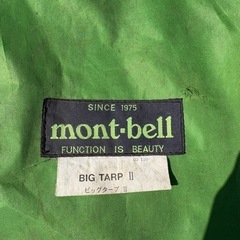 SINCE 1975
mont-bell
FUNCTION IS BEAUTY
BIG TARP II
ビッグタープ II